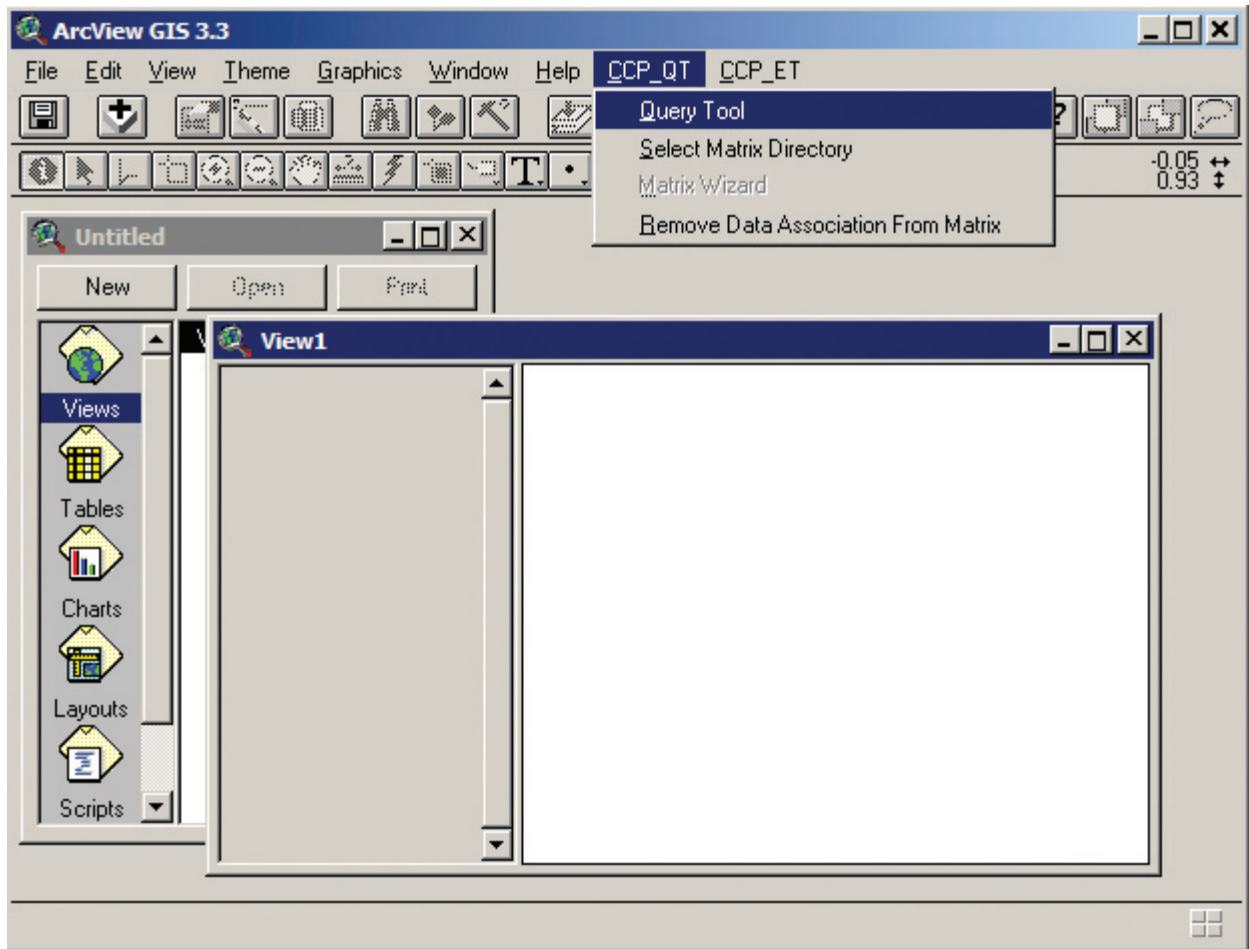 ArcView GIS 3.3
File Edit View Theme Graphics Window Help CCP_QT CCP_ET
Query Tool
Select Matrix Directory
Matrix Wizard
Remove Data Association From Matrix
T
?
-0.05
0.93
Untitled
New Open Print
Views
Tables
Charts
Layouts
Scripts
View1